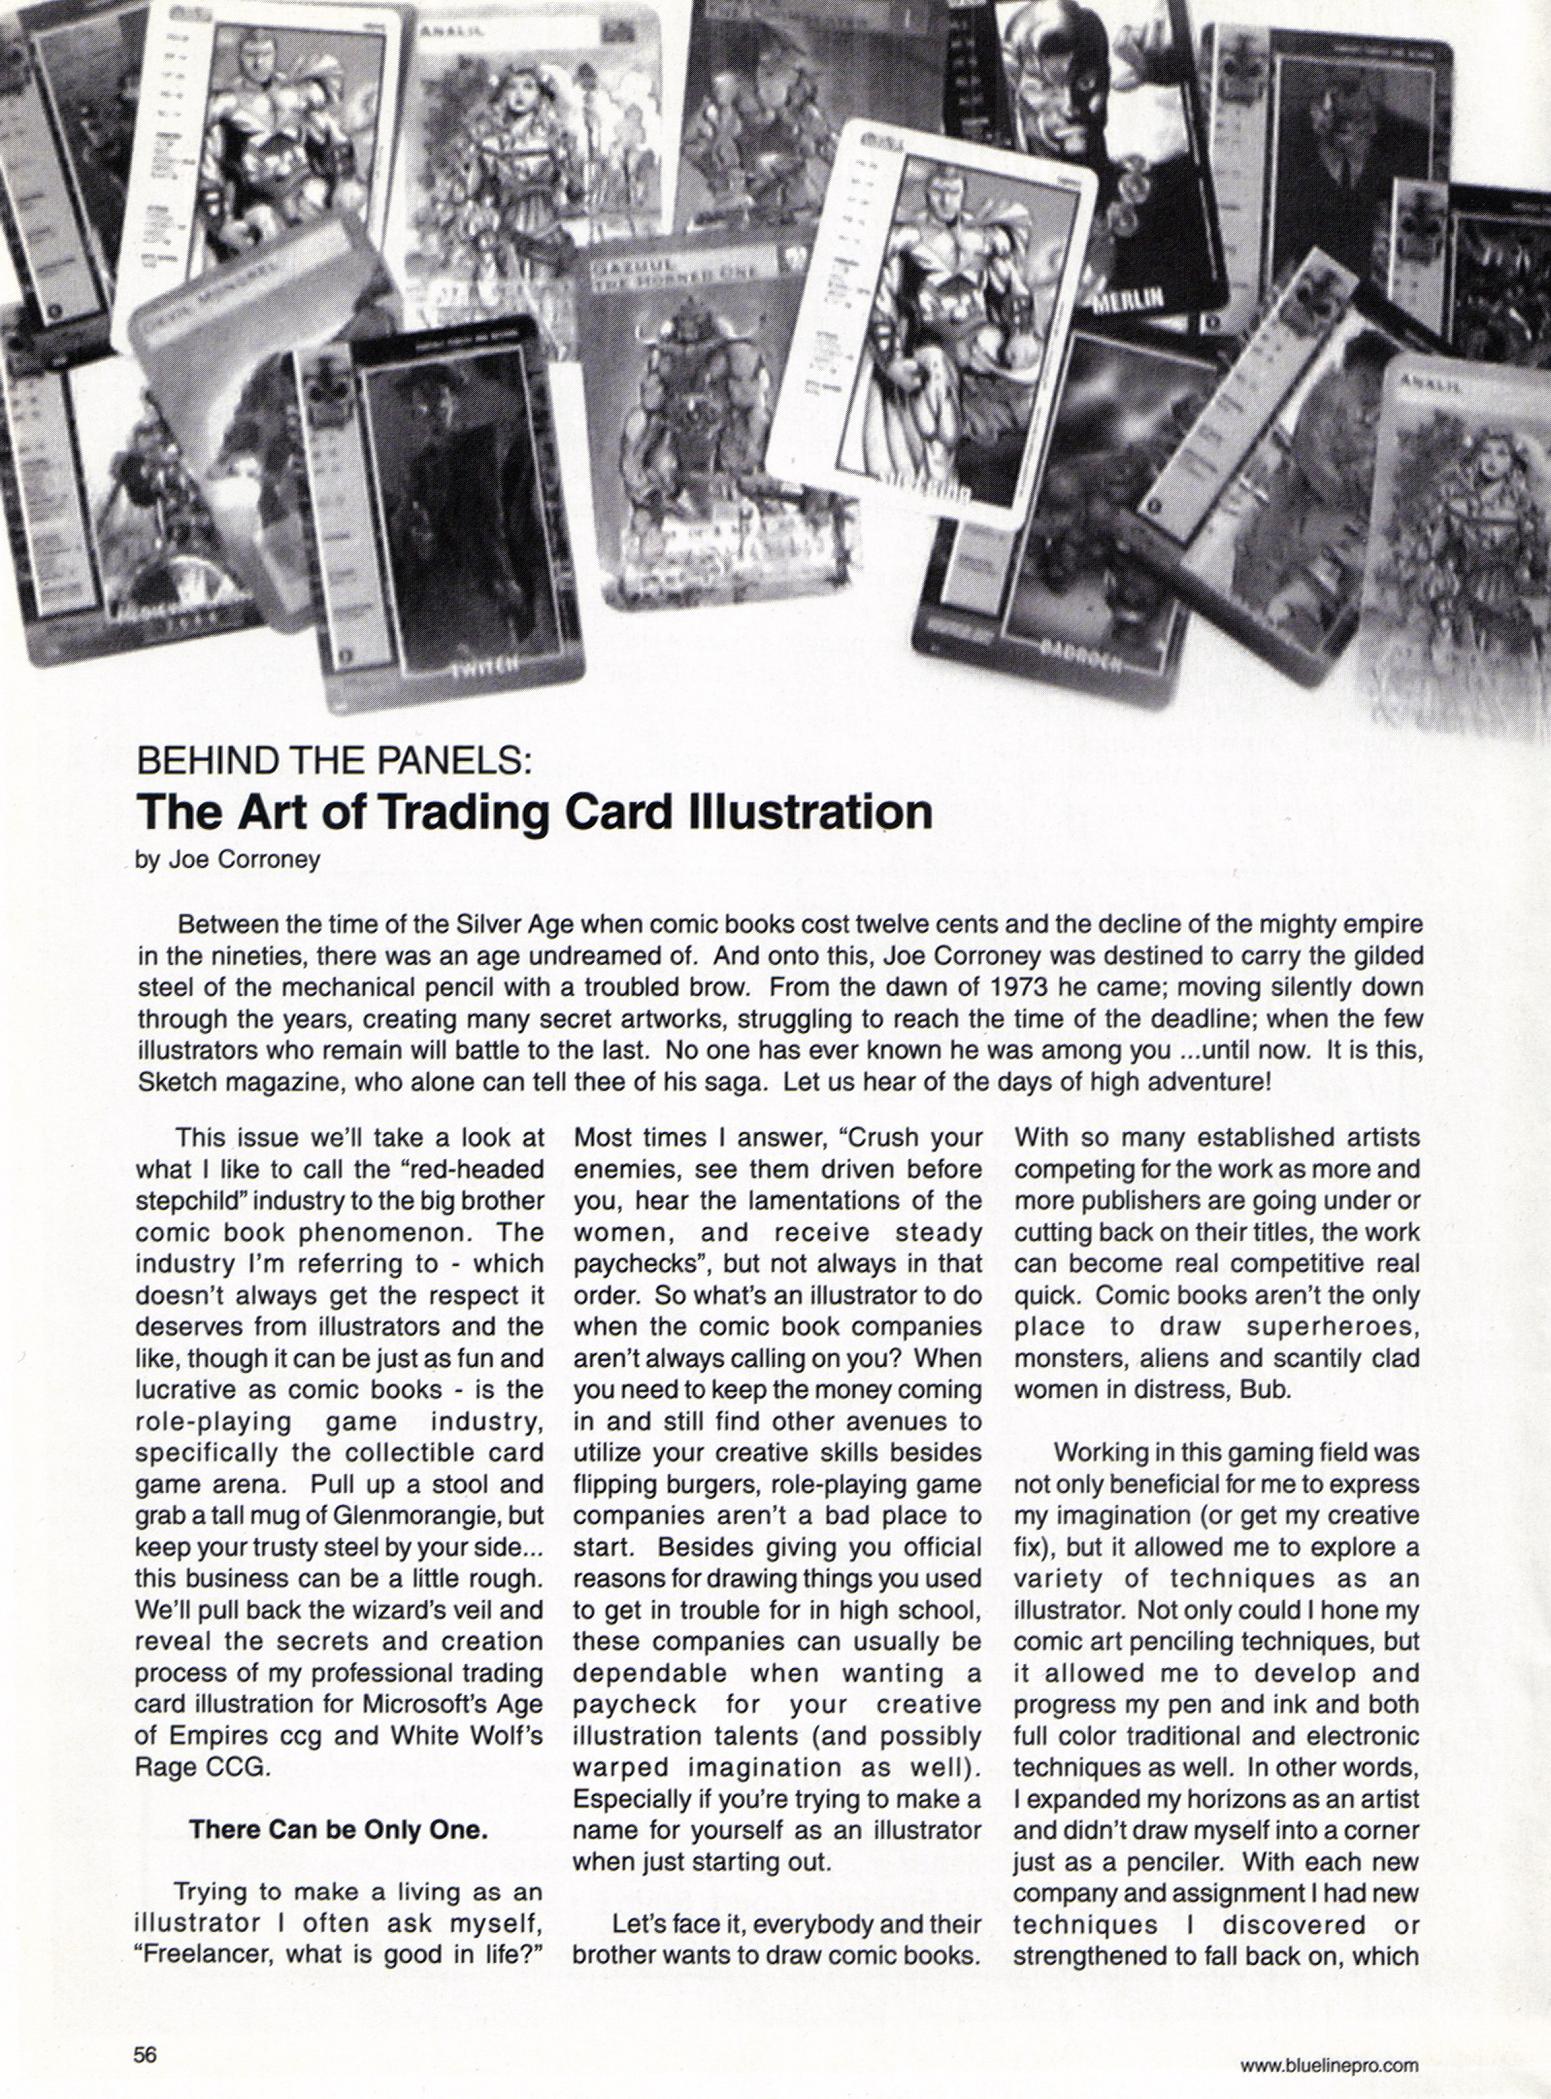 ANALIL
GAZHUL
THE HORNED ONE
MERLIN
DEVIL MONGREL
ANALIL
TWITCH
BADROCK
BEHIND THE PANELS:
The Art of Trading Card Illustration
by Joe Corroney
Between the time of the Silver Age when comic books cost twelve cents and the decline of the mighty empire
in the nineties, there was an age undreamed of. And onto this, Joe Corroney was destined to carry the gilded
steel of the mechanical pencil with a troubled brow. From the dawn of 1973 he came; moving silently down
through the years, creating many secret artworks, struggling to reach the time of the deadline; when the few
illustrators who remain will battle to the last. No one has ever known he was among you ...until now. It is this,
Sketch magazine, who alone can tell thee of his saga. Let us hear of the days of high adventure!
This issue we'll take a look at
what I like to call the “red-headed
stepchild” industry to the big brother
comic book phenomenon. The
industry I'm referring to - which
doesn't always get the respect it
deserves from illustrators and the
like, though it can be just as fun and
lucrative as comic books - is the
role-playing game industry,
specifically the collectible card
game arena. Pull up a stool and
grab a tall mug of Glenmorangie, but
keep your trusty steel by your side...
this business can be a little rough.
We'll pull back the wizard's veil and
reveal the secrets and creation
process of my professional trading
card illustration for Microsoft's Age
of Empires ccg and White Wolf's
Rage CCG.
There Can be Only One.
Trying to make a living as an
illustrator I often ask myself,
“Freelancer, what is good in life?”
Most times I answer, “Crush your
enemies, see them driven before
you, hear the lamentations of the
women, and receive steady
paychecks”, but not always in that
order. So what's an illustrator to do
when the comic book companies
aren't always calling on you? When
you need to keep the money coming
in and still find other avenues to
utilize your creative skills besides
flipping burgers, role-playing game
companies aren't a bad place to
start. Besides giving you official
reasons for drawing things you used
to get in trouble for in high school,
these companies can usually be
dependable when wanting a
paycheck for your creative
illustration talents (and possibly
warped imagination as well).
Especially if you're trying to make a
name for yourself as an illustrator
when just starting out.
Let's face it, everybody and their
brother wants to draw comic books.
With so many established artists
competing for the work as more and
more publishers are going under or
cutting back on their titles, the work
can become real competitive real
quick. Comic books aren't the only
place to draw superheroes,
monsters, aliens and scantily clad
women in distress, Bub.
Working in this gaming field was
not only beneficial for me to express
my imagination (or get my creative
fix), but it allowed me to explore a
variety of techniques as an
illustrator. Not only could I hone my
comic art penciling techniques, but
it allowed me to develop and
progress my pen and ink and both
full color traditional and electronic
techniques as well. In other words,
I expanded my horizons as an artist
and didn't draw myself into a corner
just as a penciler. With each new
company and assignment I had new
techniques I discovered or
strengthened to fall back on, which
56
www.bluelinepro.com